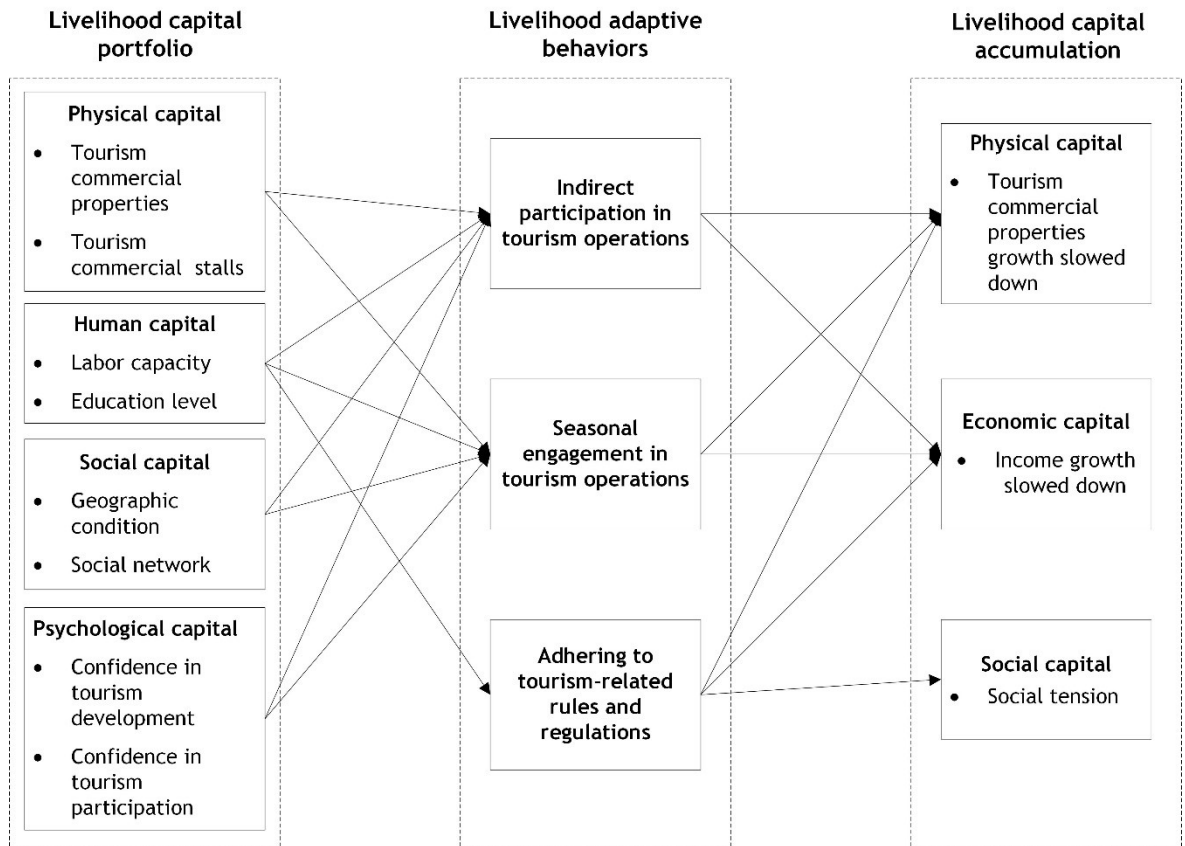 Livelihood capital
portfolio
Physical capital
• Tourism
commercial
properties
• Tourism
commercial stalls
Human capital
• Labor capacity
• Education level
Social capital
• Geographic
condition
• Social network
Psychological capital
• Confidence in
tourism
development
• Confidence in
tourism
participation
Livelihood adaptive
behaviors
Indirect
participation in
tourism operations
Seasonal
engagement in
tourism operations
Adhering to
tourism-related
rules and
regulations
Livelihood capital
accumulation
Physical capital
• Tourism
commercial
properties
growth slowed
down
Economic capital
• Income growth
slowed down
Social capital
• Social tension